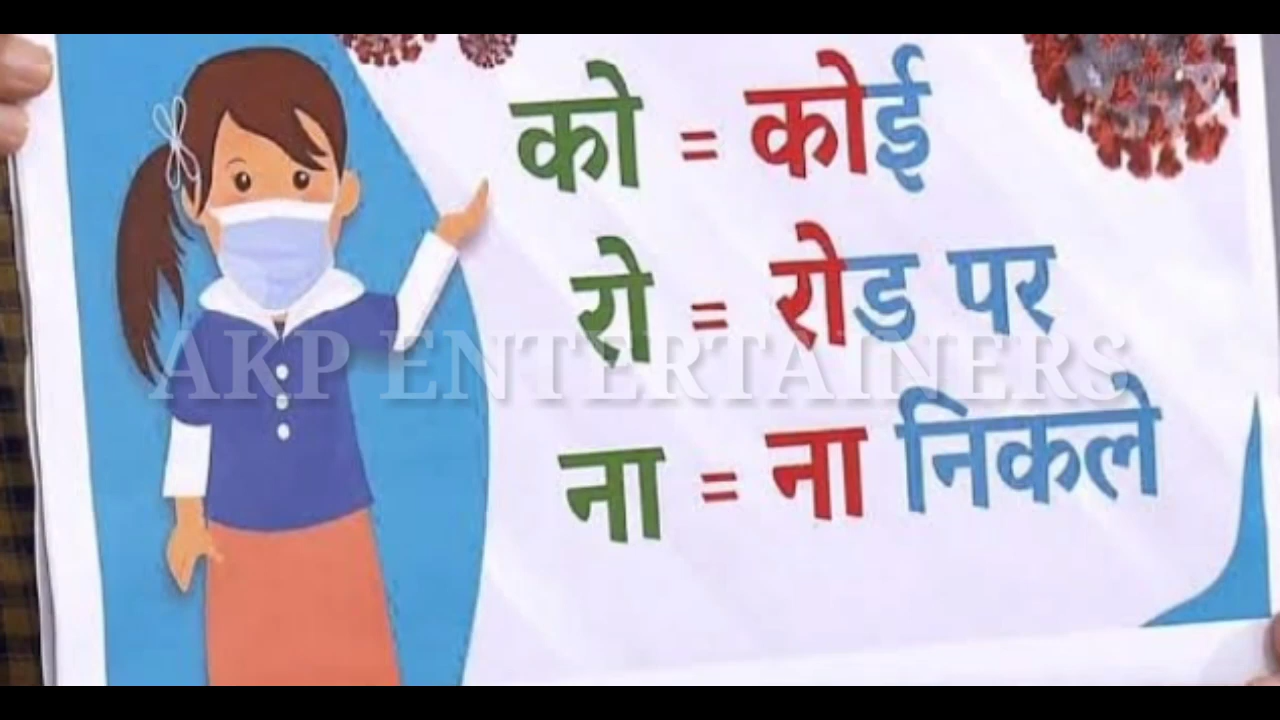 को = कोई
रो = रोड पर
AKP ENTERTAINERS
ना = ना निकले